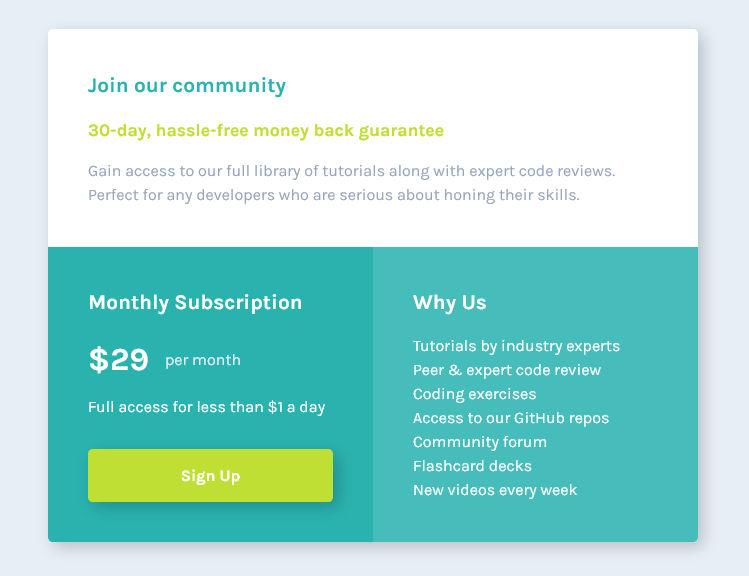 Join our community
30-day, hassle-free money back guarantee
Gain access to our full library of tutorials along with expert code reviews.
Perfect for any developers who are serious about honing their skills.
Monthly Subscription
$29 per month
Full access for less than $1 a day
Sign Up
Why Us
Tutorials by industry experts
Peer & expert code review
Coding exercises
Access to our GitHub repos
Community forum
Flashcard decks
New videos every week